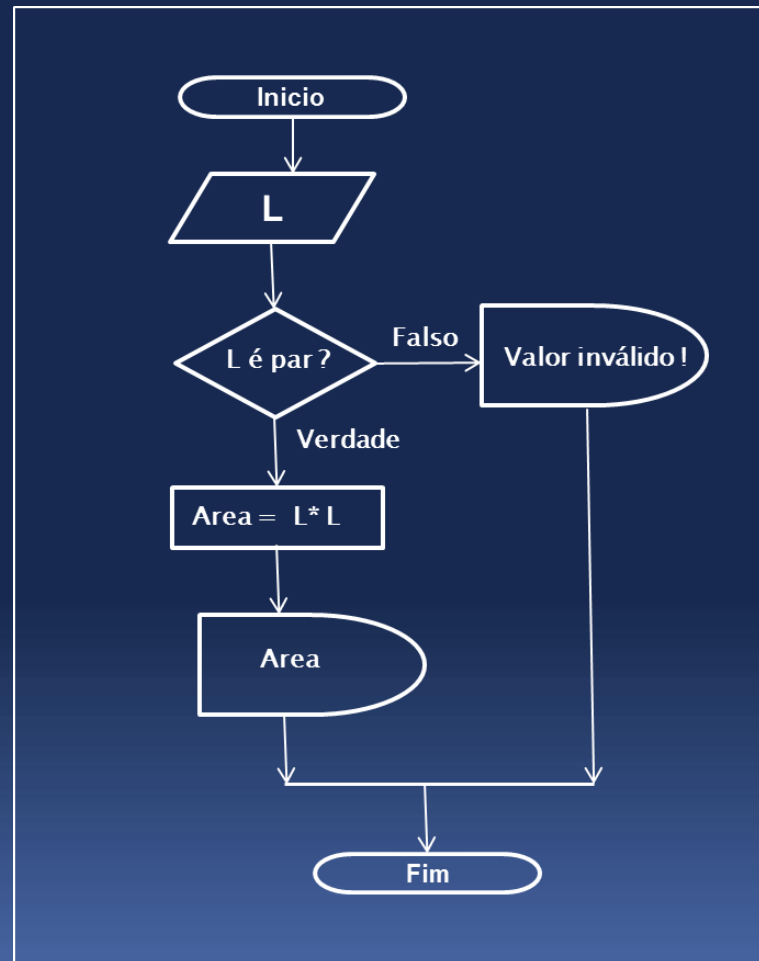 Inicio
L
L é par ?
Falso
Valor inválido !
Verdade
Area = L* L
Area
Fim